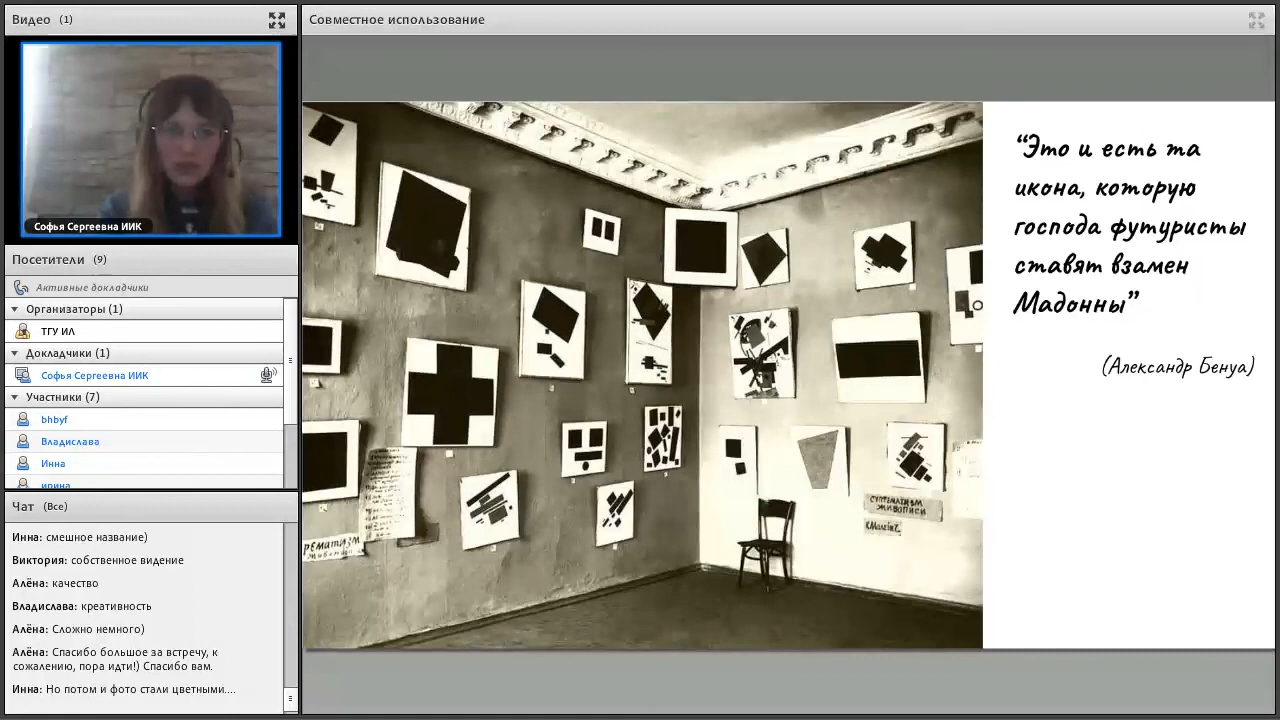 Видео (1)
Софья Сергеевна ИИК
Посетители (9)
Активные докладчики
Организаторы (1)
ТГУ ИЛ
Докладчики (1)
Софья Сергеевна ИИК
Участники (7)
bhbyf
Владислава
Инна
ирина
Чат (Все)
Инна: смешное название)
Виктория: собственное видение
Алёна: качество
Владислава: креативность
Алёна: Сложно немного)
Алёна: Спасибо большое за встречу, к
сожалению, пора идти!) Спасибо вам.
Инна: Но потом и фото стали цветными....
Совместное использование
“Это и есть та
икона, которую
господа футуристы
ставят взамен
Мадонны”
(Александр Бенуа)
СУПРЕМАТИЗМ
ЖИВОПИСИ